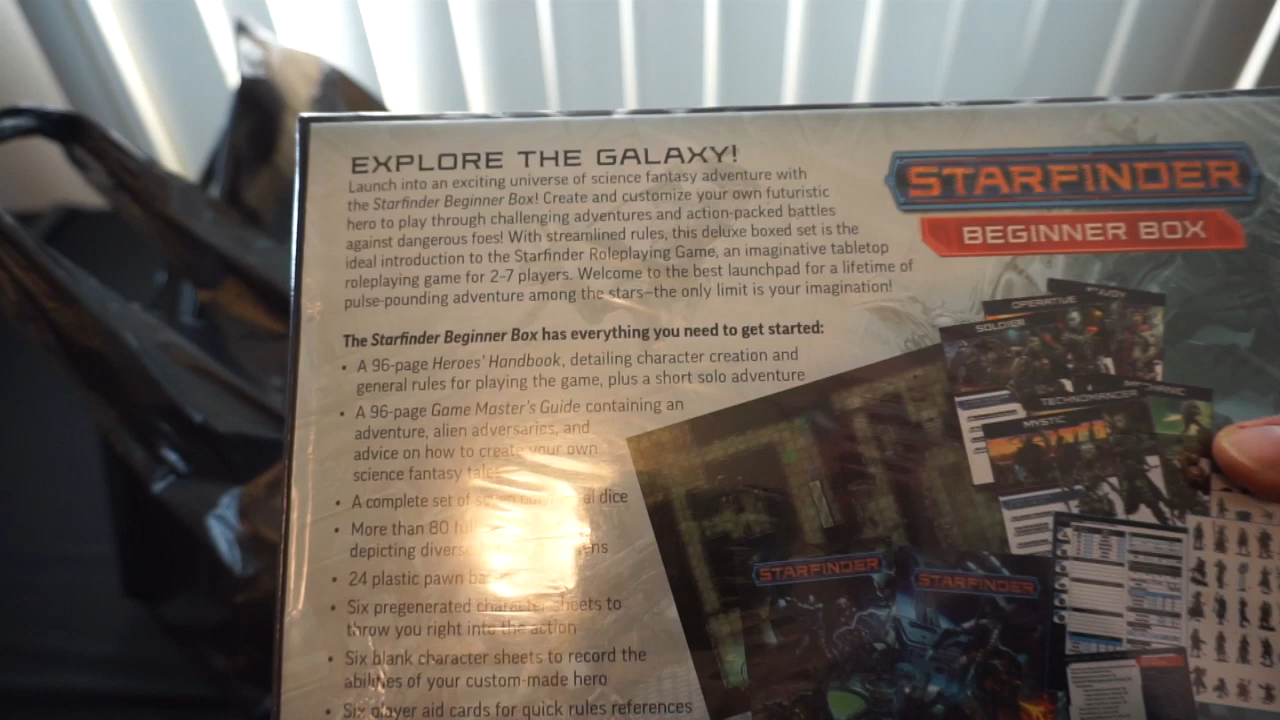 EXPLORE THE GALAXY!
Launch into an exciting universe of science fantasy adventure with
the Starfinder Beginner Box! Create and customize your own futuristic
hero to play through challenging adventures and action-packed battles
against dangerous foes! With streamlined rules, this deluxe boxed set is the
ideal introduction to the Starfinder Roleplaying Game, an imaginative tabletop
roleplaying game for 2–7 players. Welcome to the best launchpad for a lifetime of
pulse-pounding adventure among the stars—the only limit is your imagination!
STARFINDER
BEGINNER BOX
The Starfinder Beginner Box has everything you need to get started:
• A 96-page Heroes' Handbook, detailing character creation and
general rules for playing the game, plus a short solo adventure
• A 96-page Game Master's Guide containing an
adventure, alien adversaries, and
advice on how to create your own
science fantasy
• A complete set of dice
• More than 80
depicting
• 24 plastic pawn
• Six pregenerated character sheets to
throw you right into the action
• Six blank character sheets to record the
abilities of your custom-made hero
• Six player aid cards for quick rules references
OPERATIVE
SOLDIER
TECHNOMANCER
MYSTIC
STARFINDER
STARFINDER